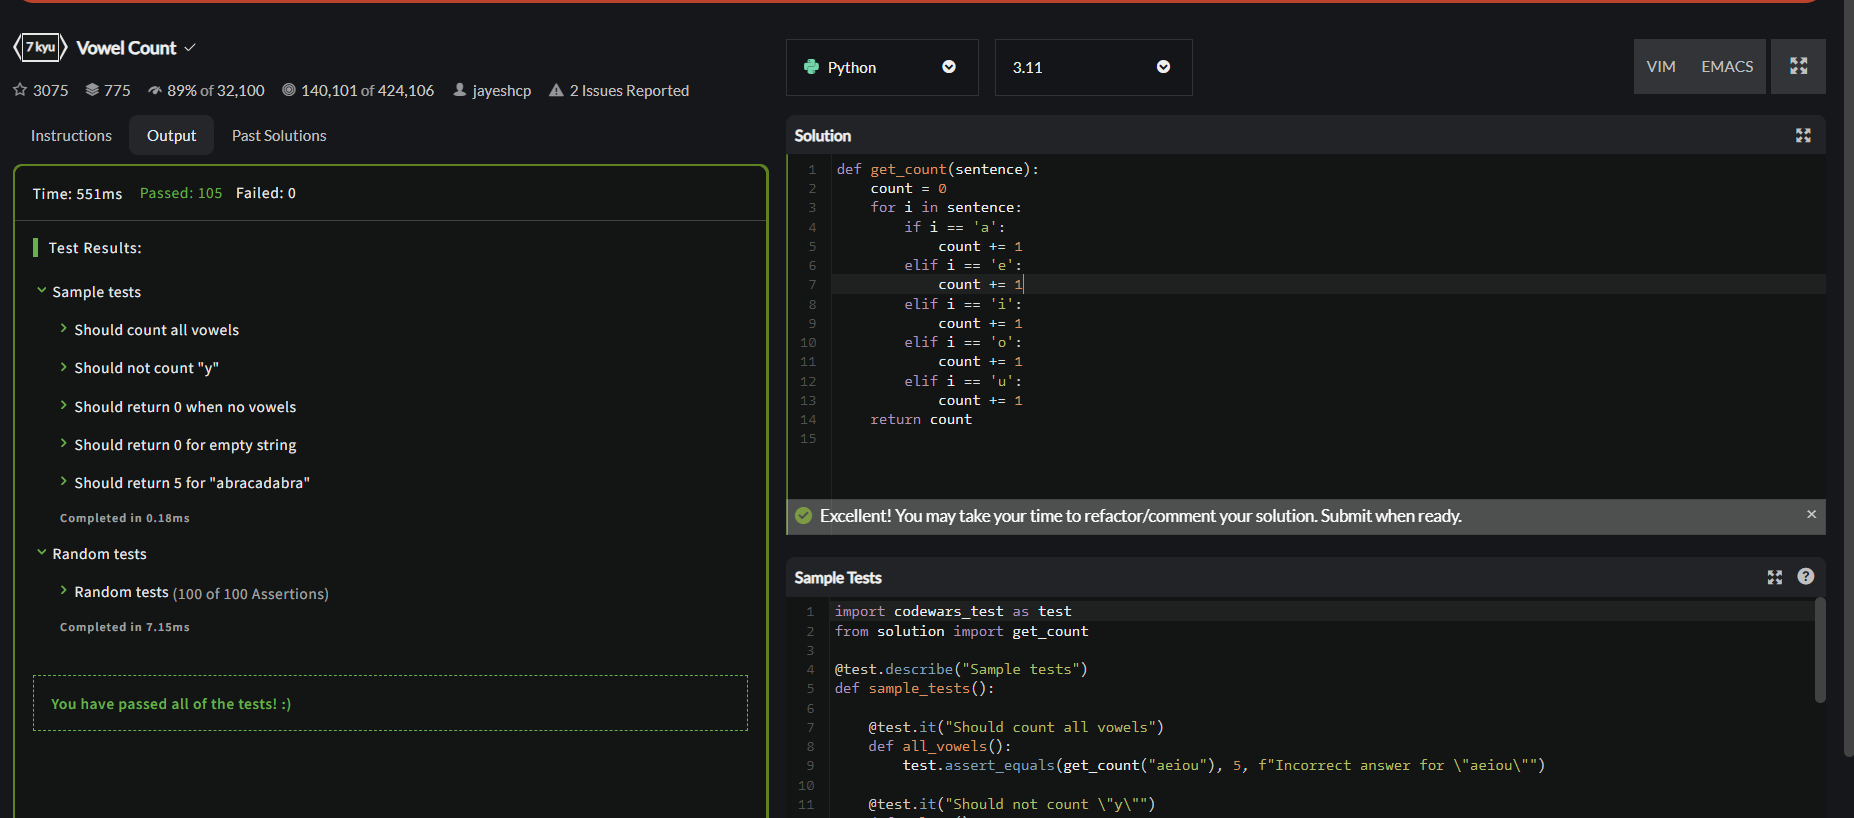 7 kyu Vowel Count
3075 775 89% of 32,100 140,101 of 424,106 jayeshcp 2 Issues Reported
Instructions Output Past Solutions
Time: 551ms Passed: 105 Failed: 0
Test Results:
Sample tests
Should count all vowels
Should not count "y"
Should return 0 when no vowels
Should return 0 for empty string
Should return 5 for "abracadabra"
Completed in 0.18ms
Random tests
Random tests (100 of 100 Assertions)
Completed in 7.15ms
You have passed all of the tests! :)
Python 3.11 VIM EMACS
Solution
1 def get_count(sentence):
2 count = 0
3 for i in sentence:
4 if i == 'a':
5 count += 1
6 elif i == 'e':
7 count += 1
8 elif i == 'i':
9 count += 1
10 elif i == 'o':
11 count += 1
12 elif i == 'u':
13 count += 1
14 return count
15
Excellent! You may take your time to refactor/comment your solution. Submit when ready.
Sample Tests
1 import codewars_test as test
2 from solution import get_count
3
4 @test.describe("Sample tests")
5 def sample_tests():
6
7 @test.it("Should count all vowels")
8 def all_vowels():
9 test.assert_equals(get_count("aeiou"), 5, f"Incorrect answer for \"aeiou\"")
10
11 @test.it("Should not count \"y\"")